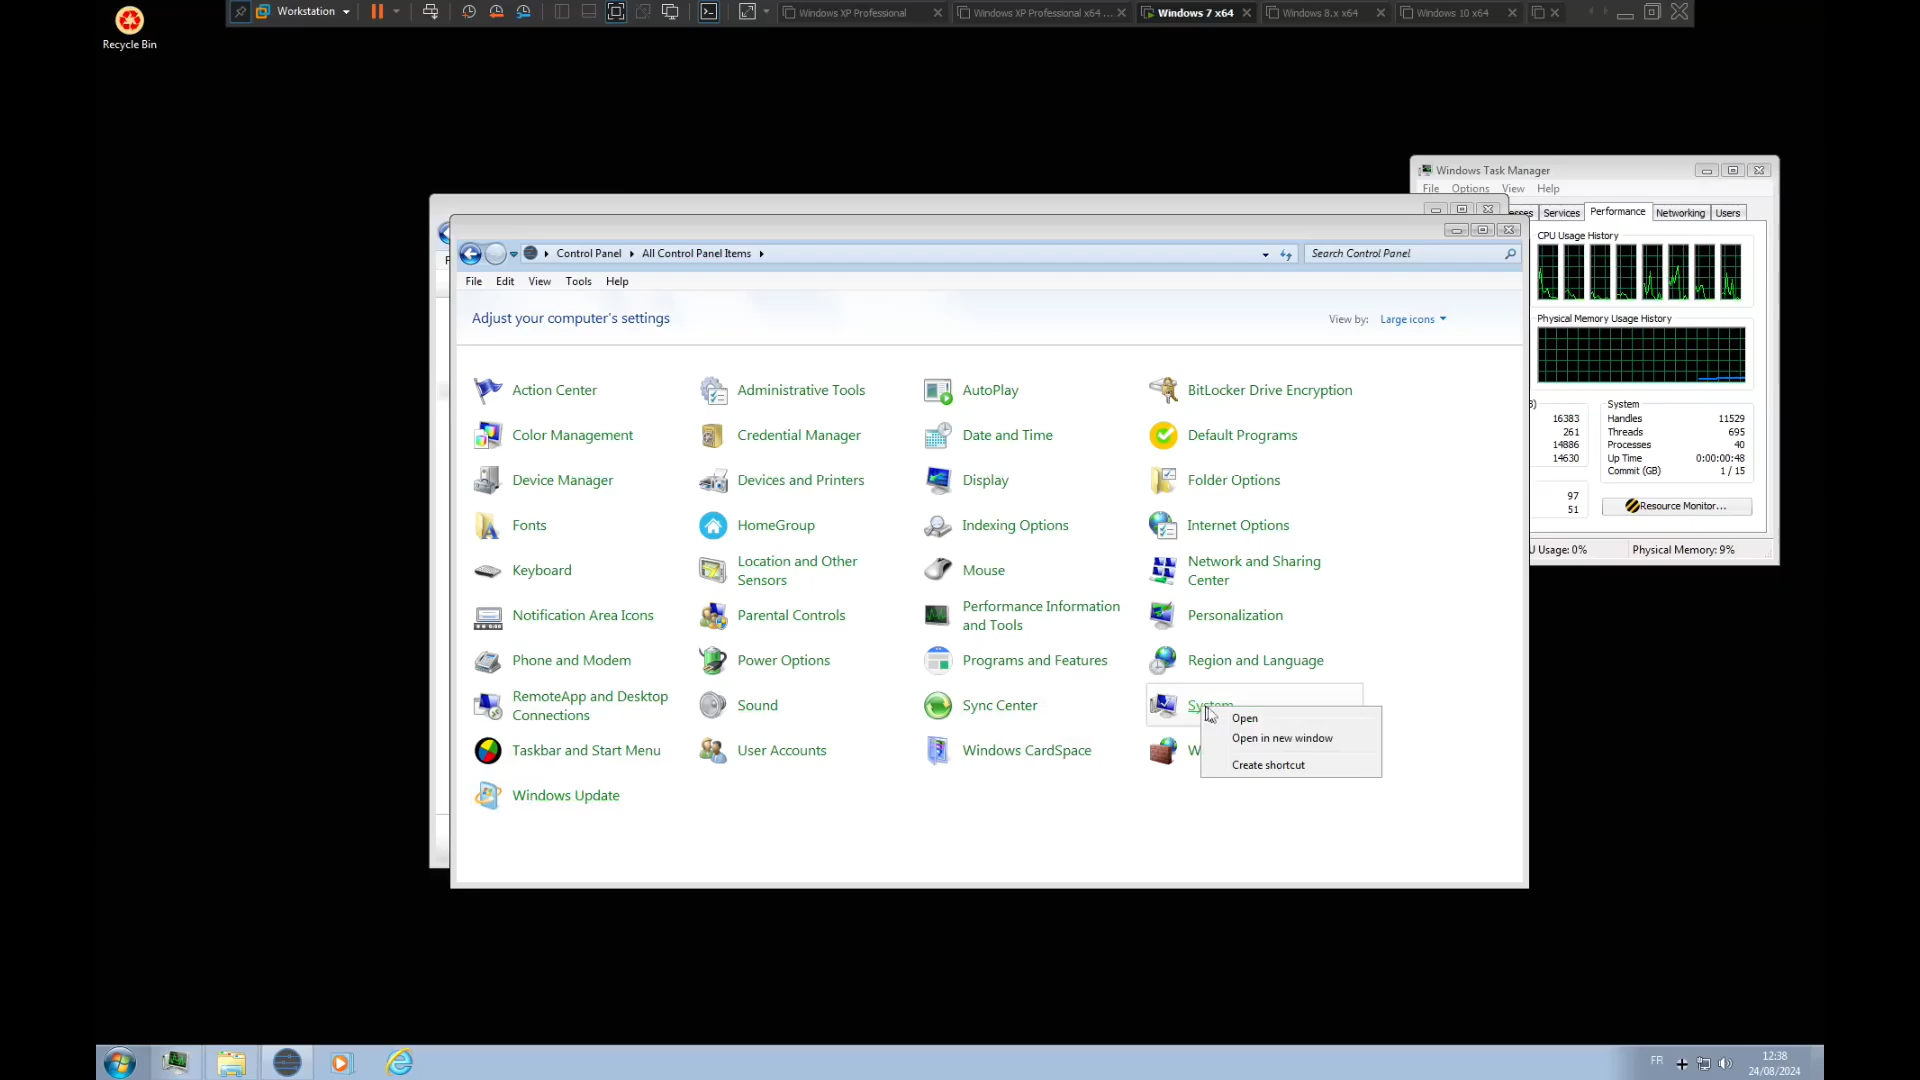 Workstation
Windows XP Professional
Windows XP Professional x64 ...
Windows 7 x64
Windows 8.x x64
Windows 10 x64
Recycle Bin
Windows Task Manager
File Options View Help
Services Performance Networking Users
CPU Usage History
Physical Memory Usage History
System
16383 Handles 11529
261 Threads 695
14886 Processes 40
14630 Up Time 0:00:00:48
Commit (GB) 1 / 15
97
51
Resource Monitor...
U Usage: 0% Physical Memory: 9%
Control Panel All Control Panel Items Search Control Panel
File Edit View Tools Help
Adjust your computer's settings
View by: Large icons
Action Center Administrative Tools AutoPlay BitLocker Drive Encryption
Color Management Credential Manager Date and Time Default Programs
Device Manager Devices and Printers Display Folder Options
Fonts HomeGroup Indexing Options Internet Options
Keyboard Location and Other Sensors Mouse Network and Sharing Center
Notification Area Icons Parental Controls Performance Information and Tools Personalization
Phone and Modem Power Options Programs and Features Region and Language
RemoteApp and Desktop Connections Sound Sync Center System
Taskbar and Start Menu User Accounts Windows CardSpace
Windows Update
Open
Open in new window
Create shortcut
FR
12:38
24/08/2024